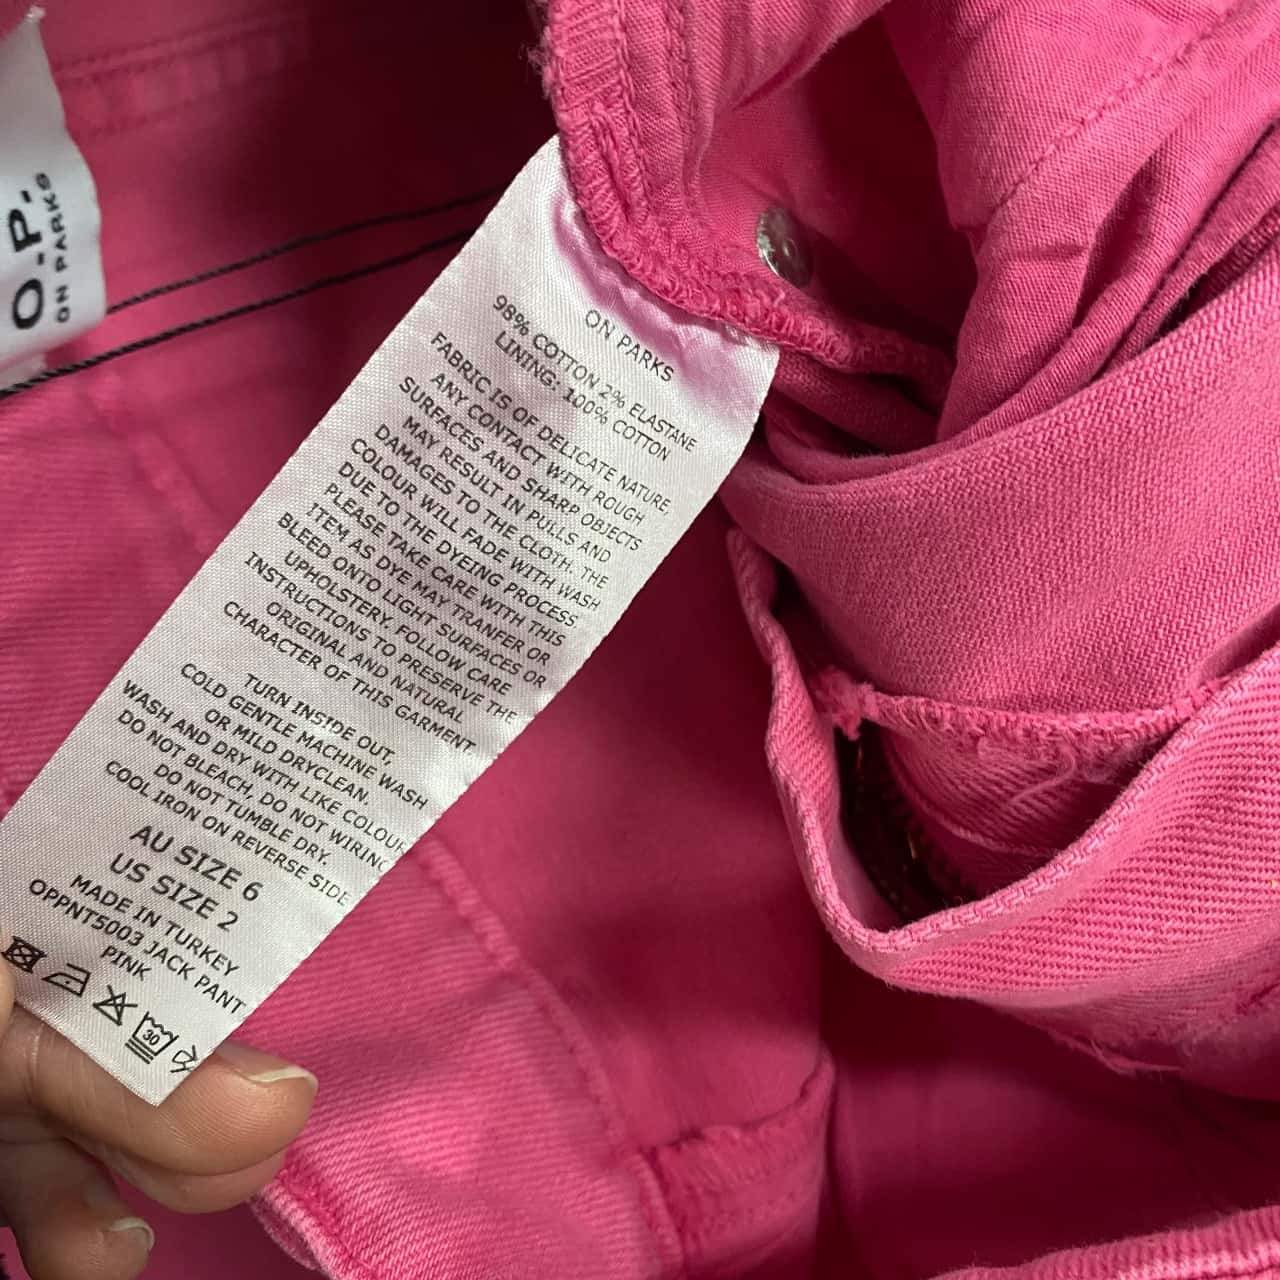 O.P.
ON PARKS
ON PARKS
98% COTTON 2% ELASTANE
LINING: 100% COTTON
FABRIC IS OF DELICATE NATURE,
ANY CONTACT WITH ROUGH
SURFACES AND SHARP OBJECTS
MAY RESULT IN PULLS AND
DAMAGES TO THE CLOTH. THE
COLOUR WILL FADE WITH WASH
DUE TO THE DYEING PROCESS
PLEASE TAKE CARE WITH THIS
ITEM AS DYE MAY TRANFER OR
BLEED ONTO LIGHT SURFACES OR
UPHOLSTERY. FOLLOW CARE
INSTRUCTIONS TO PRESERVE THE
ORIGINAL AND NATURAL
CHARACTER OF THIS GARMENT
TURN INSIDE OUT,
COLD GENTLE MACHINE WASH
OR MILD DRYCLEAN.
WASH AND DRY WITH LIKE COLOUR
DO NOT BLEACH, DO NOT WIRING
DO NOT TUMBLE DRY.
COOL IRON ON REVERSE SIDE
AU SIZE 6
US SIZE 2
MADE IN TURKEY
OPPNT5003 JACK PANT
PINK
30